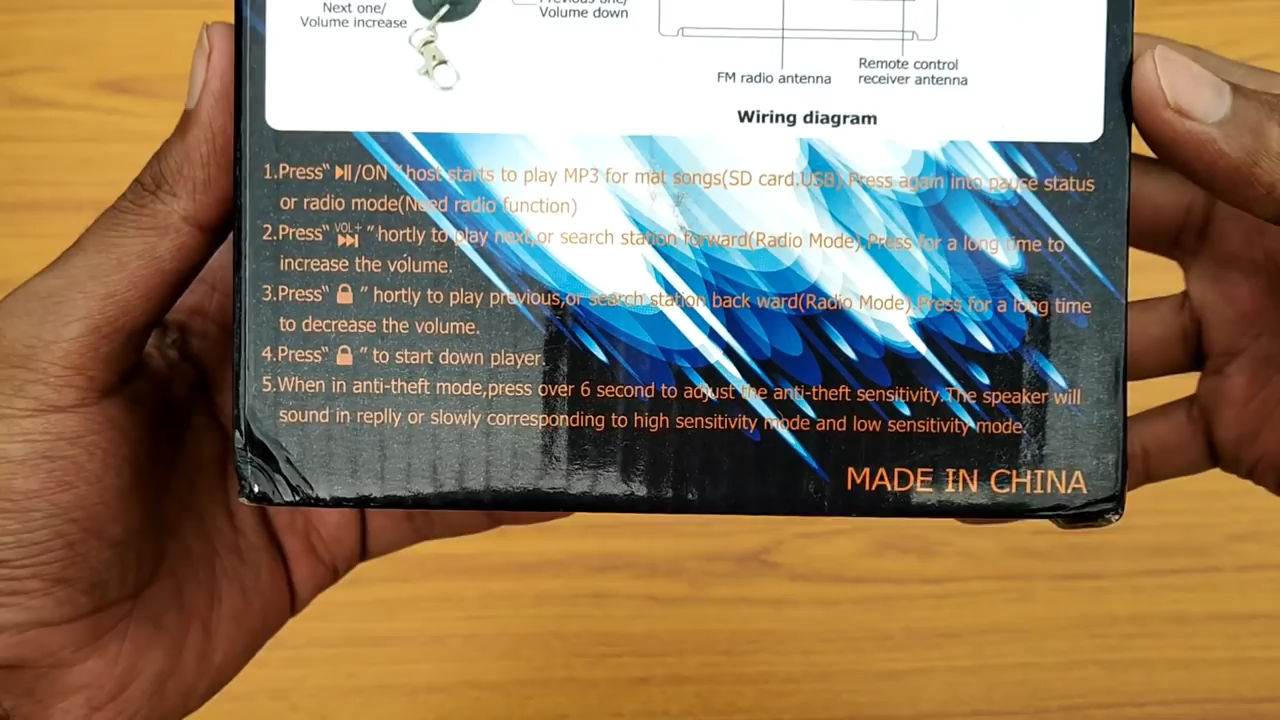 Next one/
Volume increase
Previous one/
Volume down
FM radio antenna
Remote control
receiver antenna
Wiring diagram
1.Press“ ▶II/ON ”host starts to play MP3 for mat songs(SD card.USB).Press again into pause status
or radio mode(Need radio function)
2.Press“ VOL+ ▶▶I ”hortly to play next,or search station forward(Radio Mode).Press for a long time to
increase the volume.
3.Press“ 🔒 ” hortly to play previous,or search station back ward(Radio Mode).Press for a long time
to decrease the volume.
4.Press“ 🔒 ” to start down player.
5.When in anti-theft mode,press over 6 second to adjust the anti-theft sensitivity.The speaker will
sound in replly or slowly corresponding to high sensitivity mode and low sensitivity mode.
MADE IN CHINA